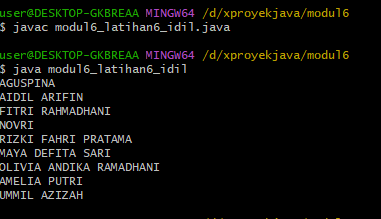 user@DESKTOP-GKBREAA MINGW64 /d/xproyekjava/modul6
$ javac modul6_latihan6_idil.java
user@DESKTOP-GKBREAA MINGW64 /d/xproyekjava/modul6
$ java modul6_latihan6_idil
AGUSPINA
AIDIL ARIFIN
FITRI RAHMADHANI
NOVRI
RIZKI FAHRI PRATAMA
MAYA DEFITA SARI
OLIVIA ANDIKA RAMADHANI
AMELIA PUTRI
UMMIL AZIZAH